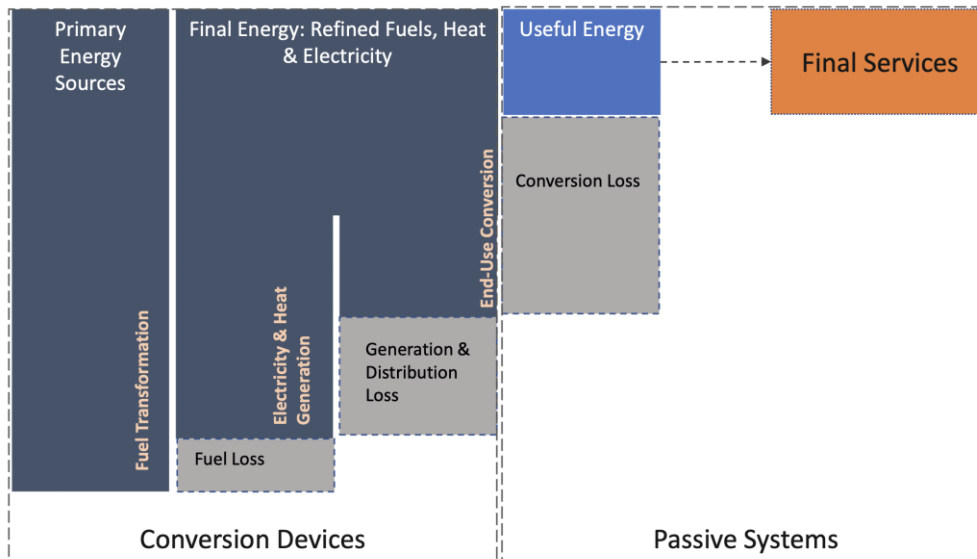 Primary
Energy
Sources
Final Energy: Refined Fuels, Heat
& Electricity
Useful Energy
Final Services
Conversion Loss
End-Use Conversion
Fuel Transformation
Electricity & Heat
Generation
Generation &
Distribution
Loss
Fuel Loss
Conversion Devices
Passive Systems